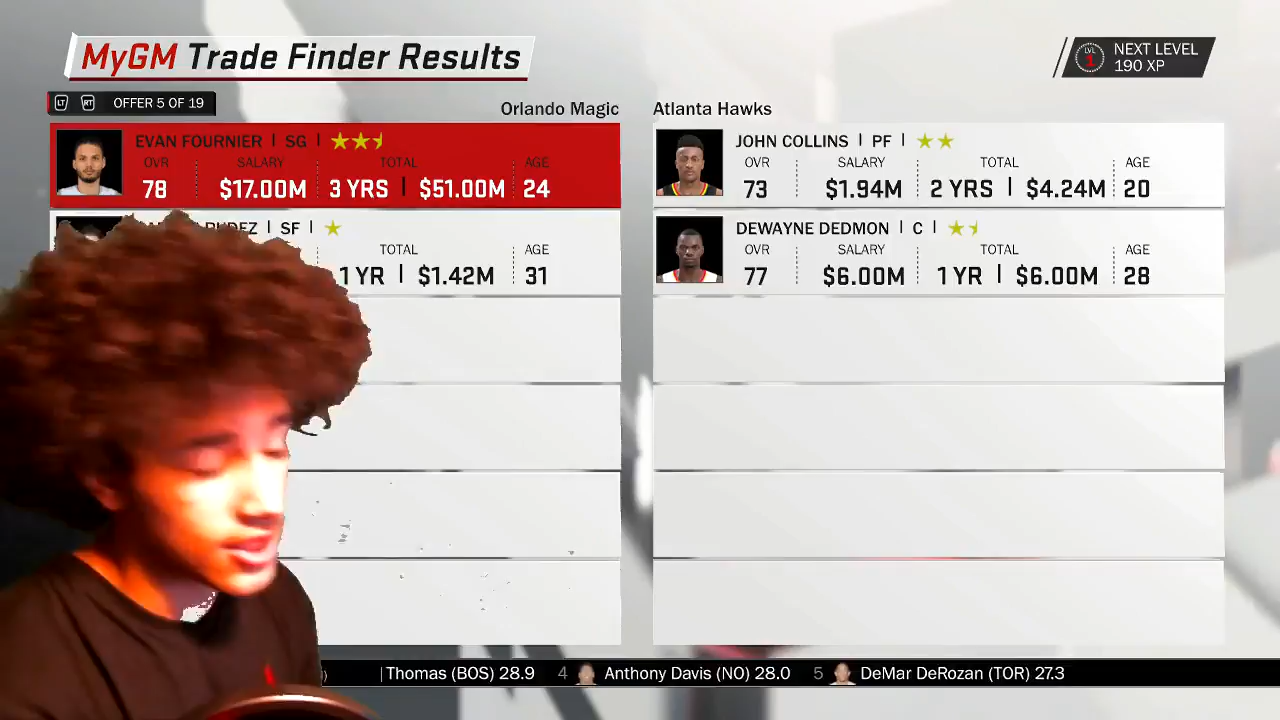 MyGM Trade Finder Results
NEXT LEVEL
190 XP
LVL
1
LT RT OFFER 5 OF 19
Orlando Magic
Atlanta Hawks
EVAN FOURNIER | SG |
OVR SALARY TOTAL AGE
78 $17.00M 3 YRS | $51.00M 24
| SF |
TOTAL AGE
1 YR | $1.42M 31
JOHN COLLINS | PF |
OVR SALARY TOTAL AGE
73 $1.94M 2 YRS | $4.24M 20
DEWAYNE DEDMON | C |
OVR SALARY TOTAL AGE
77 $6.00M 1 YR | $6.00M 28
Thomas (BOS) 28.9 4 Anthony Davis (NO) 28.0 5 DeMar DeRozan (TOR) 27.3